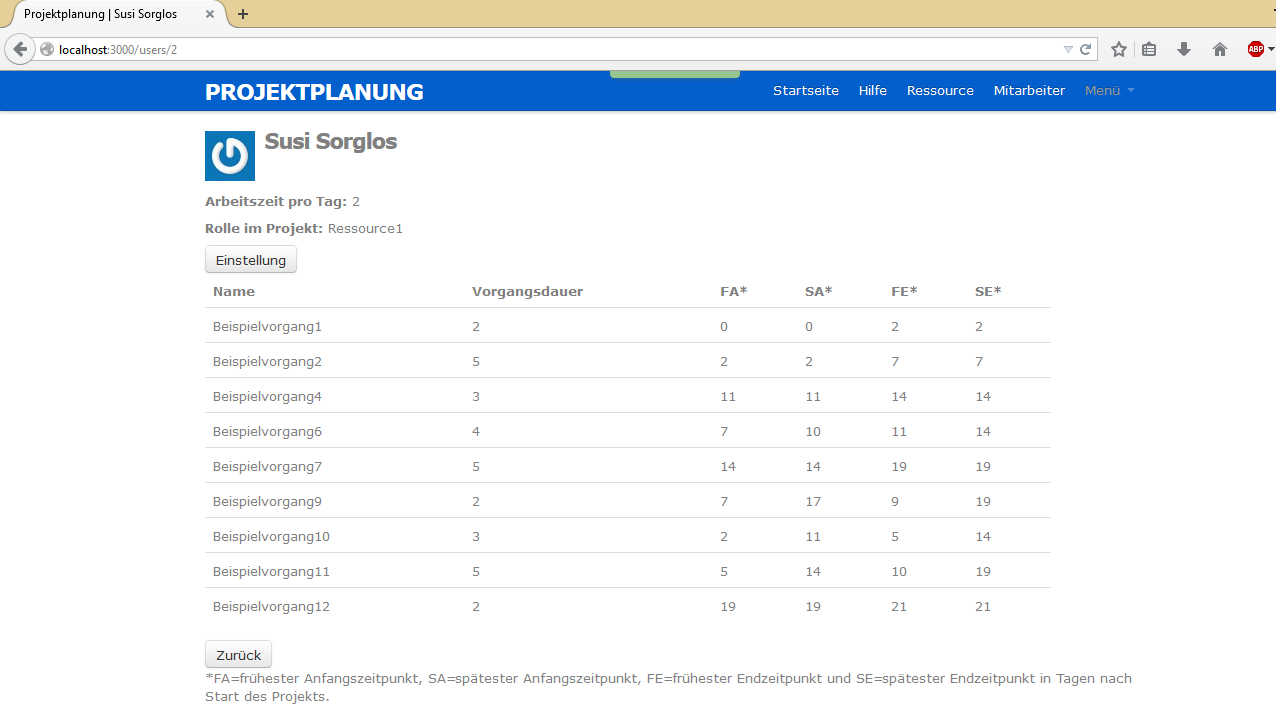 Projektplanung | Susi Sorglos × +
localhost:3000/users/2 ABP
PROJEKTPLANUNG Startseite Hilfe Ressource Mitarbeiter Menü
Susi Sorglos
Arbeitszeit pro Tag: 2
Rolle im Projekt: Ressource1
Einstellung
Name Vorgangsdauer FA* SA* FE* SE*
Beispielvorgang1 2 0 0 2 2
Beispielvorgang2 5 2 2 7 7
Beispielvorgang4 3 11 11 14 14
Beispielvorgang6 4 7 10 11 14
Beispielvorgang7 5 14 14 19 19
Beispielvorgang9 2 7 17 9 19
Beispielvorgang10 3 2 11 5 14
Beispielvorgang11 5 5 14 10 19
Beispielvorgang12 2 19 19 21 21
Zurück
*FA=frühester Anfangszeitpunkt, SA=spätester Anfangszeitpunkt, FE=frühester Endzeitpunkt und SE=spätester Endzeitpunkt in Tagen nach
Start des Projekts.